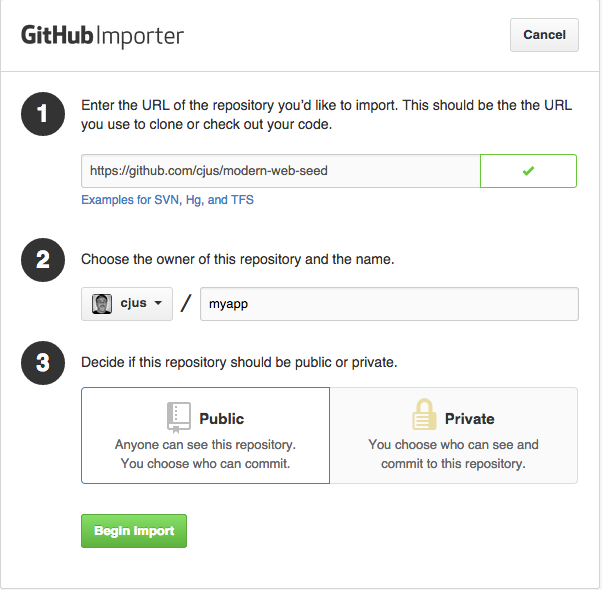 GitHub Importer
Cancel
1
Enter the URL of the repository you'd like to import. This should be the the URL
you use to clone or check out your code.
https://github.com/cjus/modern-web-seed
Examples for SVN, Hg, and TFS
2
Choose the owner of this repository and the name.
cjus / myapp
3
Decide if this repository should be public or private.
Public
Anyone can see this repository.
You choose who can commit.
Private
You choose who can see and
commit to this repository.
Begin Import